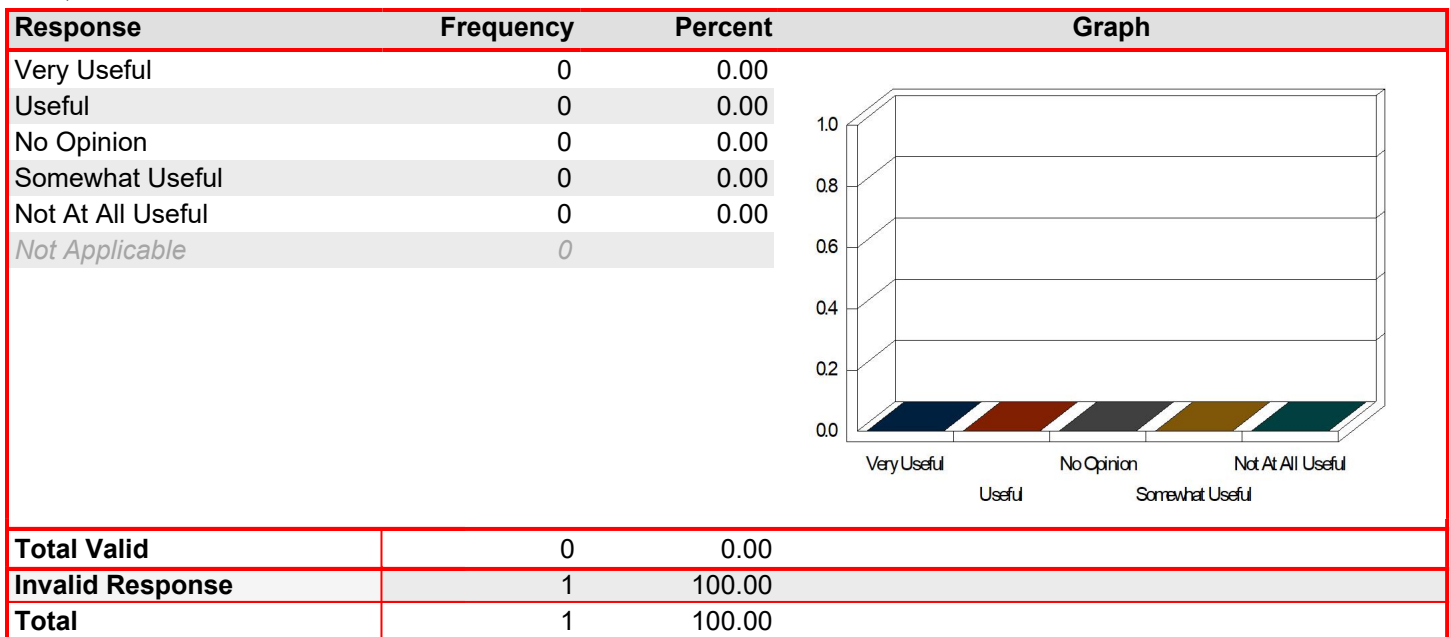 Response Frequency Percent Graph
Very Useful 0 0.00
Useful 0 0.00
No Opinion 0 0.00
Somewhat Useful 0 0.00
Not At All Useful 0 0.00
Not Applicable 0
1.0
0.8
0.6
0.4
0.2
0.0
Very Useful No Opinion Not At All Useful
Useful Somewhat Useful
Total Valid 0 0.00
Invalid Response 1 100.00
Total 1 100.00